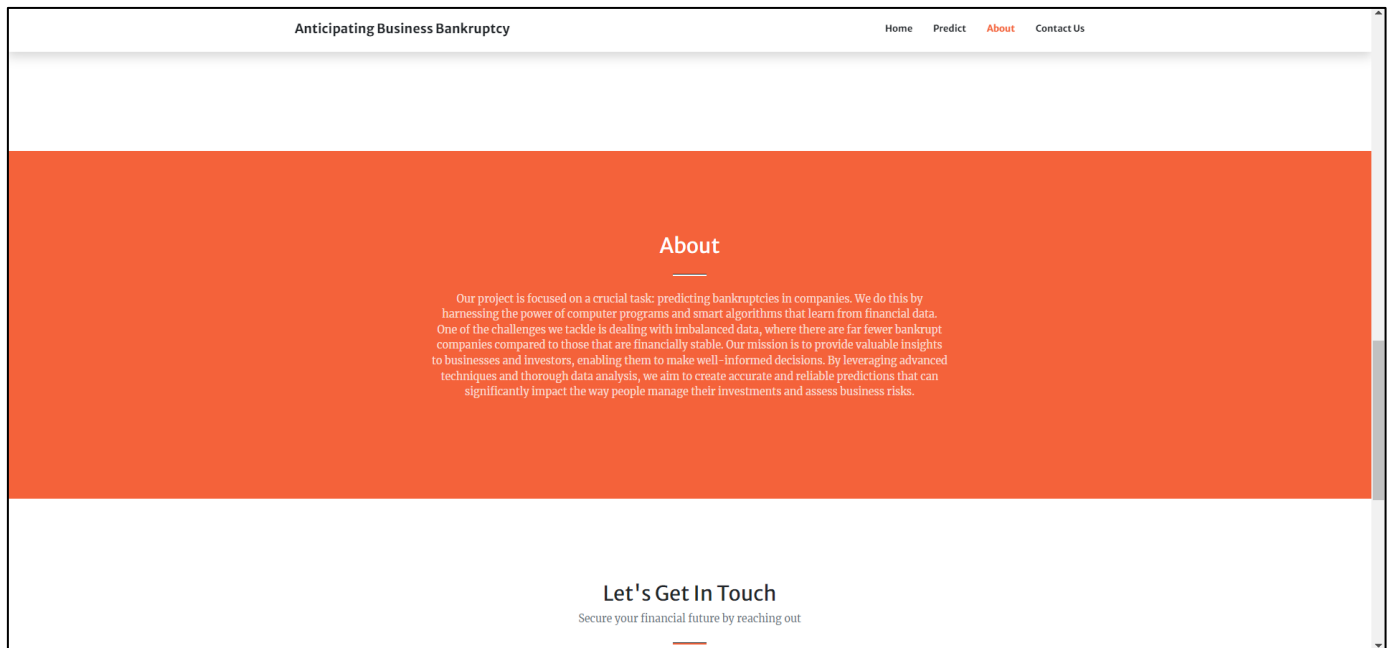 Anticipating Business Bankruptcy
Home Predict About Contact Us
About
Our project is focused on a crucial task: predicting bankruptcies in companies. We do this by
harnessing the power of computer programs and smart algorithms that learn from financial data.
One of the challenges we tackle is dealing with imbalanced data, where there are far fewer bankrupt
companies compared to those that are financially stable. Our mission is to provide valuable insights
to businesses and investors, enabling them to make well-informed decisions. By leveraging advanced
techniques and thorough data analysis, we aim to create accurate and reliable predictions that can
significantly impact the way people manage their investments and assess business risks.
Let's Get In Touch
Secure your financial future by reaching out